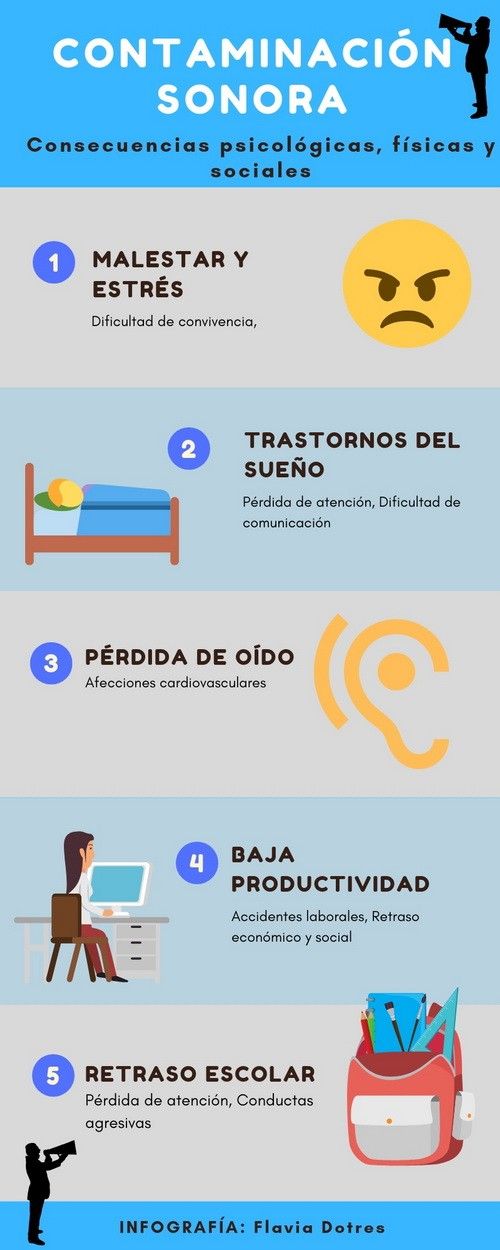 CONTAMINACIÓN
SONORA
Consecuencias psicológicas, físicas y
sociales
1
MALESTAR Y
ESTRÉS
Dificultad de convivencia,
2
TRASTORNOS DEL
SUEÑO
Pérdida de atención, Dificultad de
comunicación
3
PÉRDIDA DE OÍDO
Afecciones cardiovasculares
4
BAJA
PRODUCTIVIDAD
Accidentes laborales, Retraso
económico y social
5
RETRASO ESCOLAR
Pérdida de atención, Conductas
agresivas
INFOGRAFÍA: Flavia Dotres